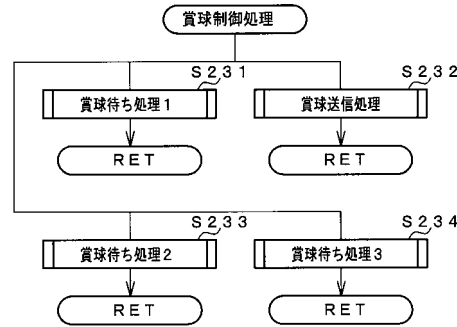 賞球制御処理
S231
S232
賞球待ち処理1
賞球送信処理
RET
RET
S233
S234
賞球待ち処理2
賞球待ち処理3
RET
RET